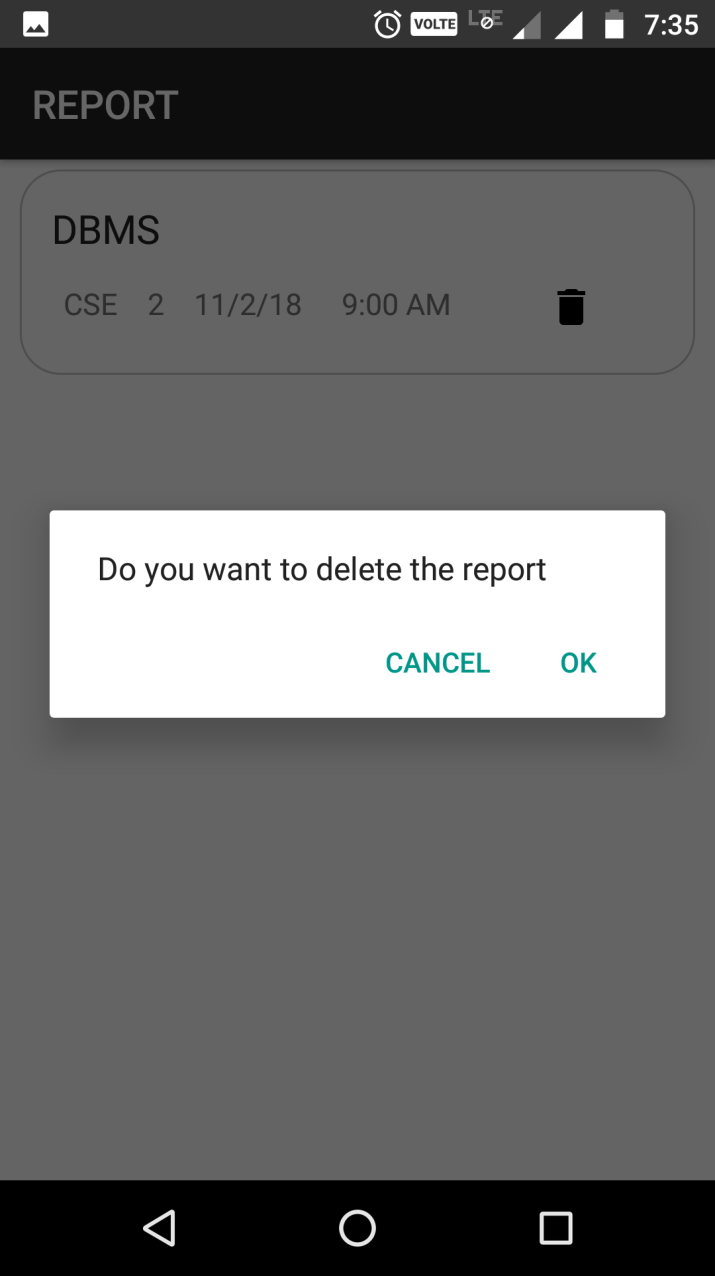 VOLTE LTE 7:35
REPORT
DBMS
CSE 2 11/2/18 9:00 AM
Do you want to delete the report
CANCEL OK